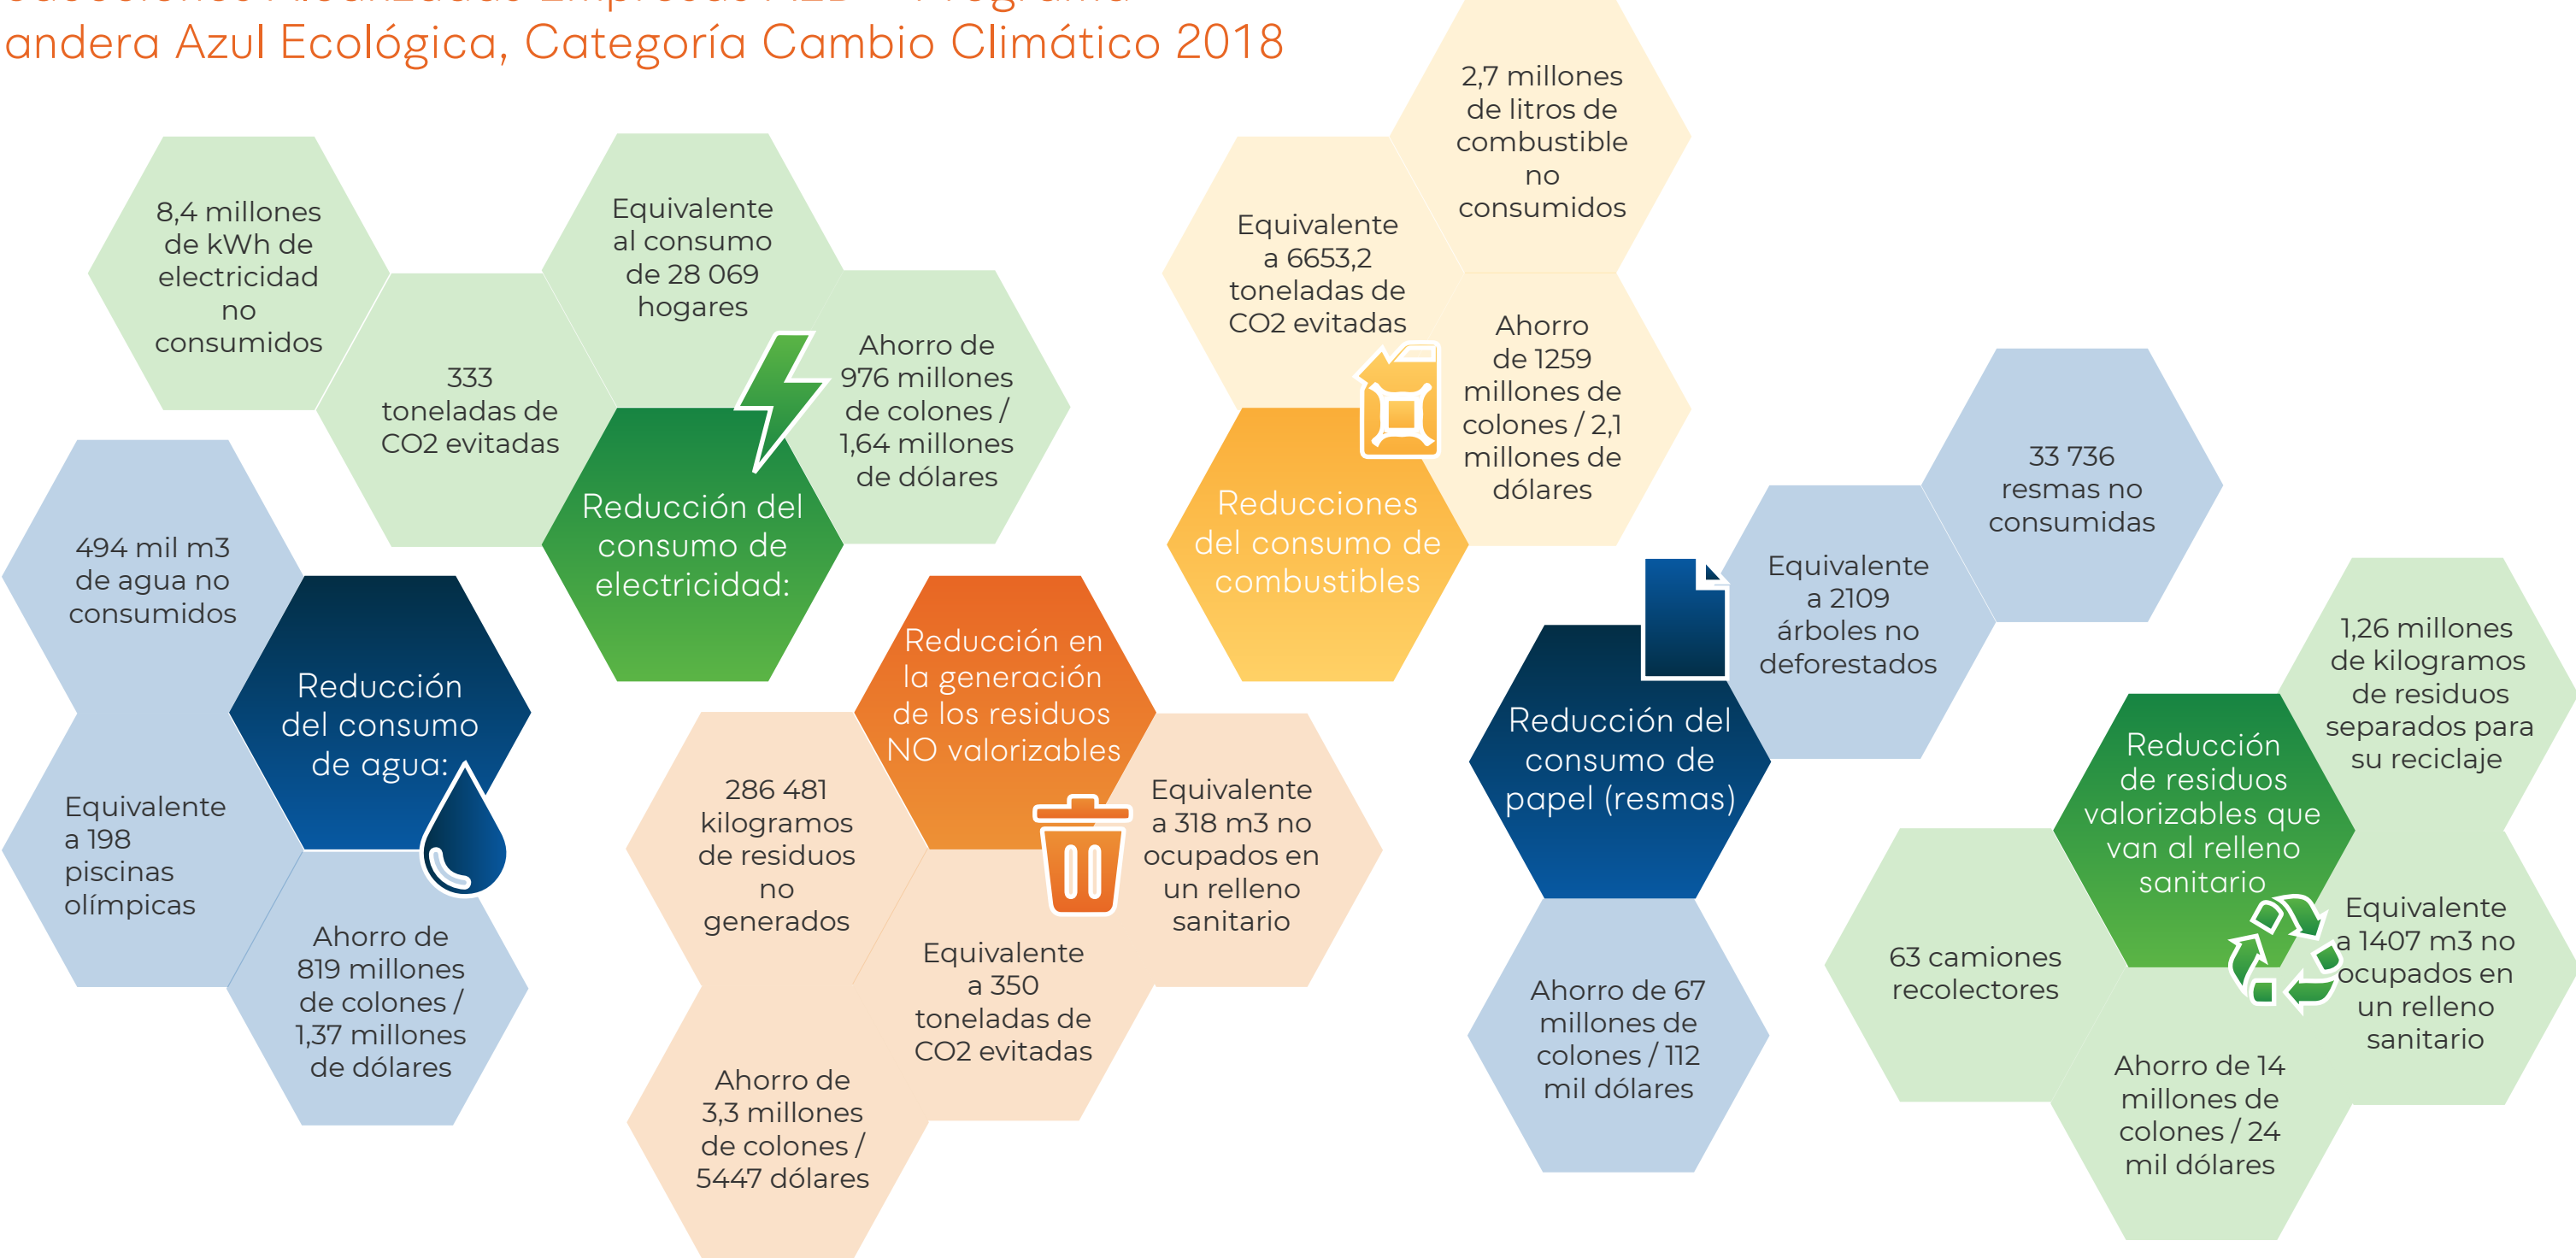 andera Azul Ecológica, Categoría Cambio Climático 2018
8,4 millones
de kWh de
electricidad
no
consumidos
333
toneladas de
CO2 evitadas
Equivalente
al consumo
de 28 069
hogares
Ahorro de
976 millones
de colones /
1,64 millones
de dólares
Reducción del
consumo de
electricidad:
494 mil m3
de agua no
consumidos
Reducción
del consumo
de agua:
Equivalente
a 198
piscinas
olímpicas
Ahorro de
819 millones
de colones /
1,37 millones
de dólares
Reducción en
la generación
de los residuos
NO valorizables
286 481
kilogramos
de residuos
no
generados
Equivalente
a 318 m3 no
ocupados en
un relleno
sanitario
Equivalente
a 350
toneladas de
CO2 evitadas
Ahorro de
3,3 millones
de colones /
5447 dólares
2,7 millones
de litros de
combustible
no
consumidos
Equivalente
a 6653,2
toneladas de
CO2 evitadas
Ahorro
de 1259
millones de
colones / 2,1
millones de
dólares
Reducciones
del consumo de
combustibles
33 736
resmas no
consumidas
Equivalente
a 2109
árboles no
deforestados
Reducción del
consumo de
papel (resmas)
Ahorro de 67
millones de
colones / 112
mil dólares
1,26 millones
de kilogramos
de residuos
separados para
su reciclaje
Reducción
de residuos
valorizables que
van al relleno
sanitario
63 camiones
recolectores
Equivalente
a 1407 m3 no
ocupados en
un relleno
sanitario
Ahorro de 14
millones de
colones / 24
mil dólares